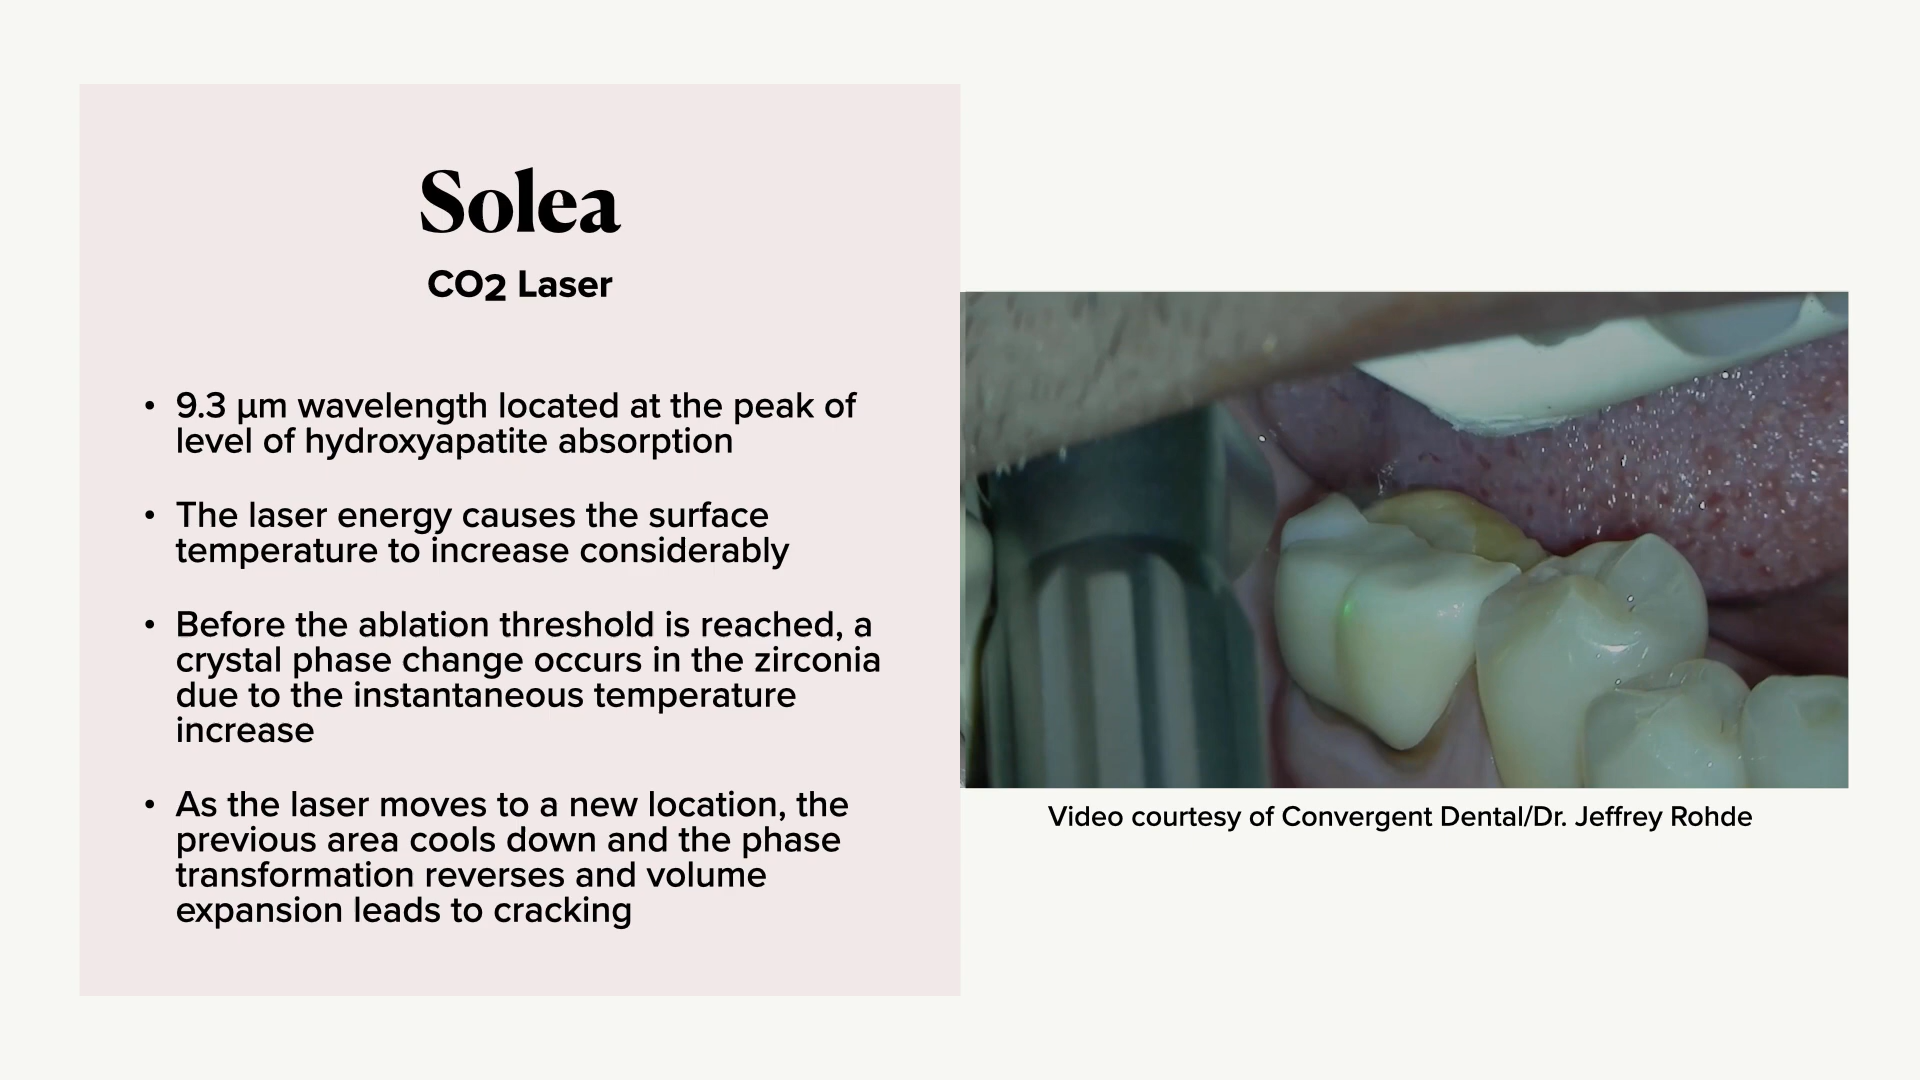 Solea
CO2 Laser
• 9.3 µm wavelength located at the peak of
level of hydroxyapatite absorption
• The laser energy causes the surface
temperature to increase considerably
• Before the ablation threshold is reached, a
crystal phase change occurs in the zirconia
due to the instantaneous temperature
increase
• As the laser moves to a new location, the
previous area cools down and the phase
transformation reverses and volume
expansion leads to cracking
Video courtesy of Convergent Dental/Dr. Jeffrey Rohde